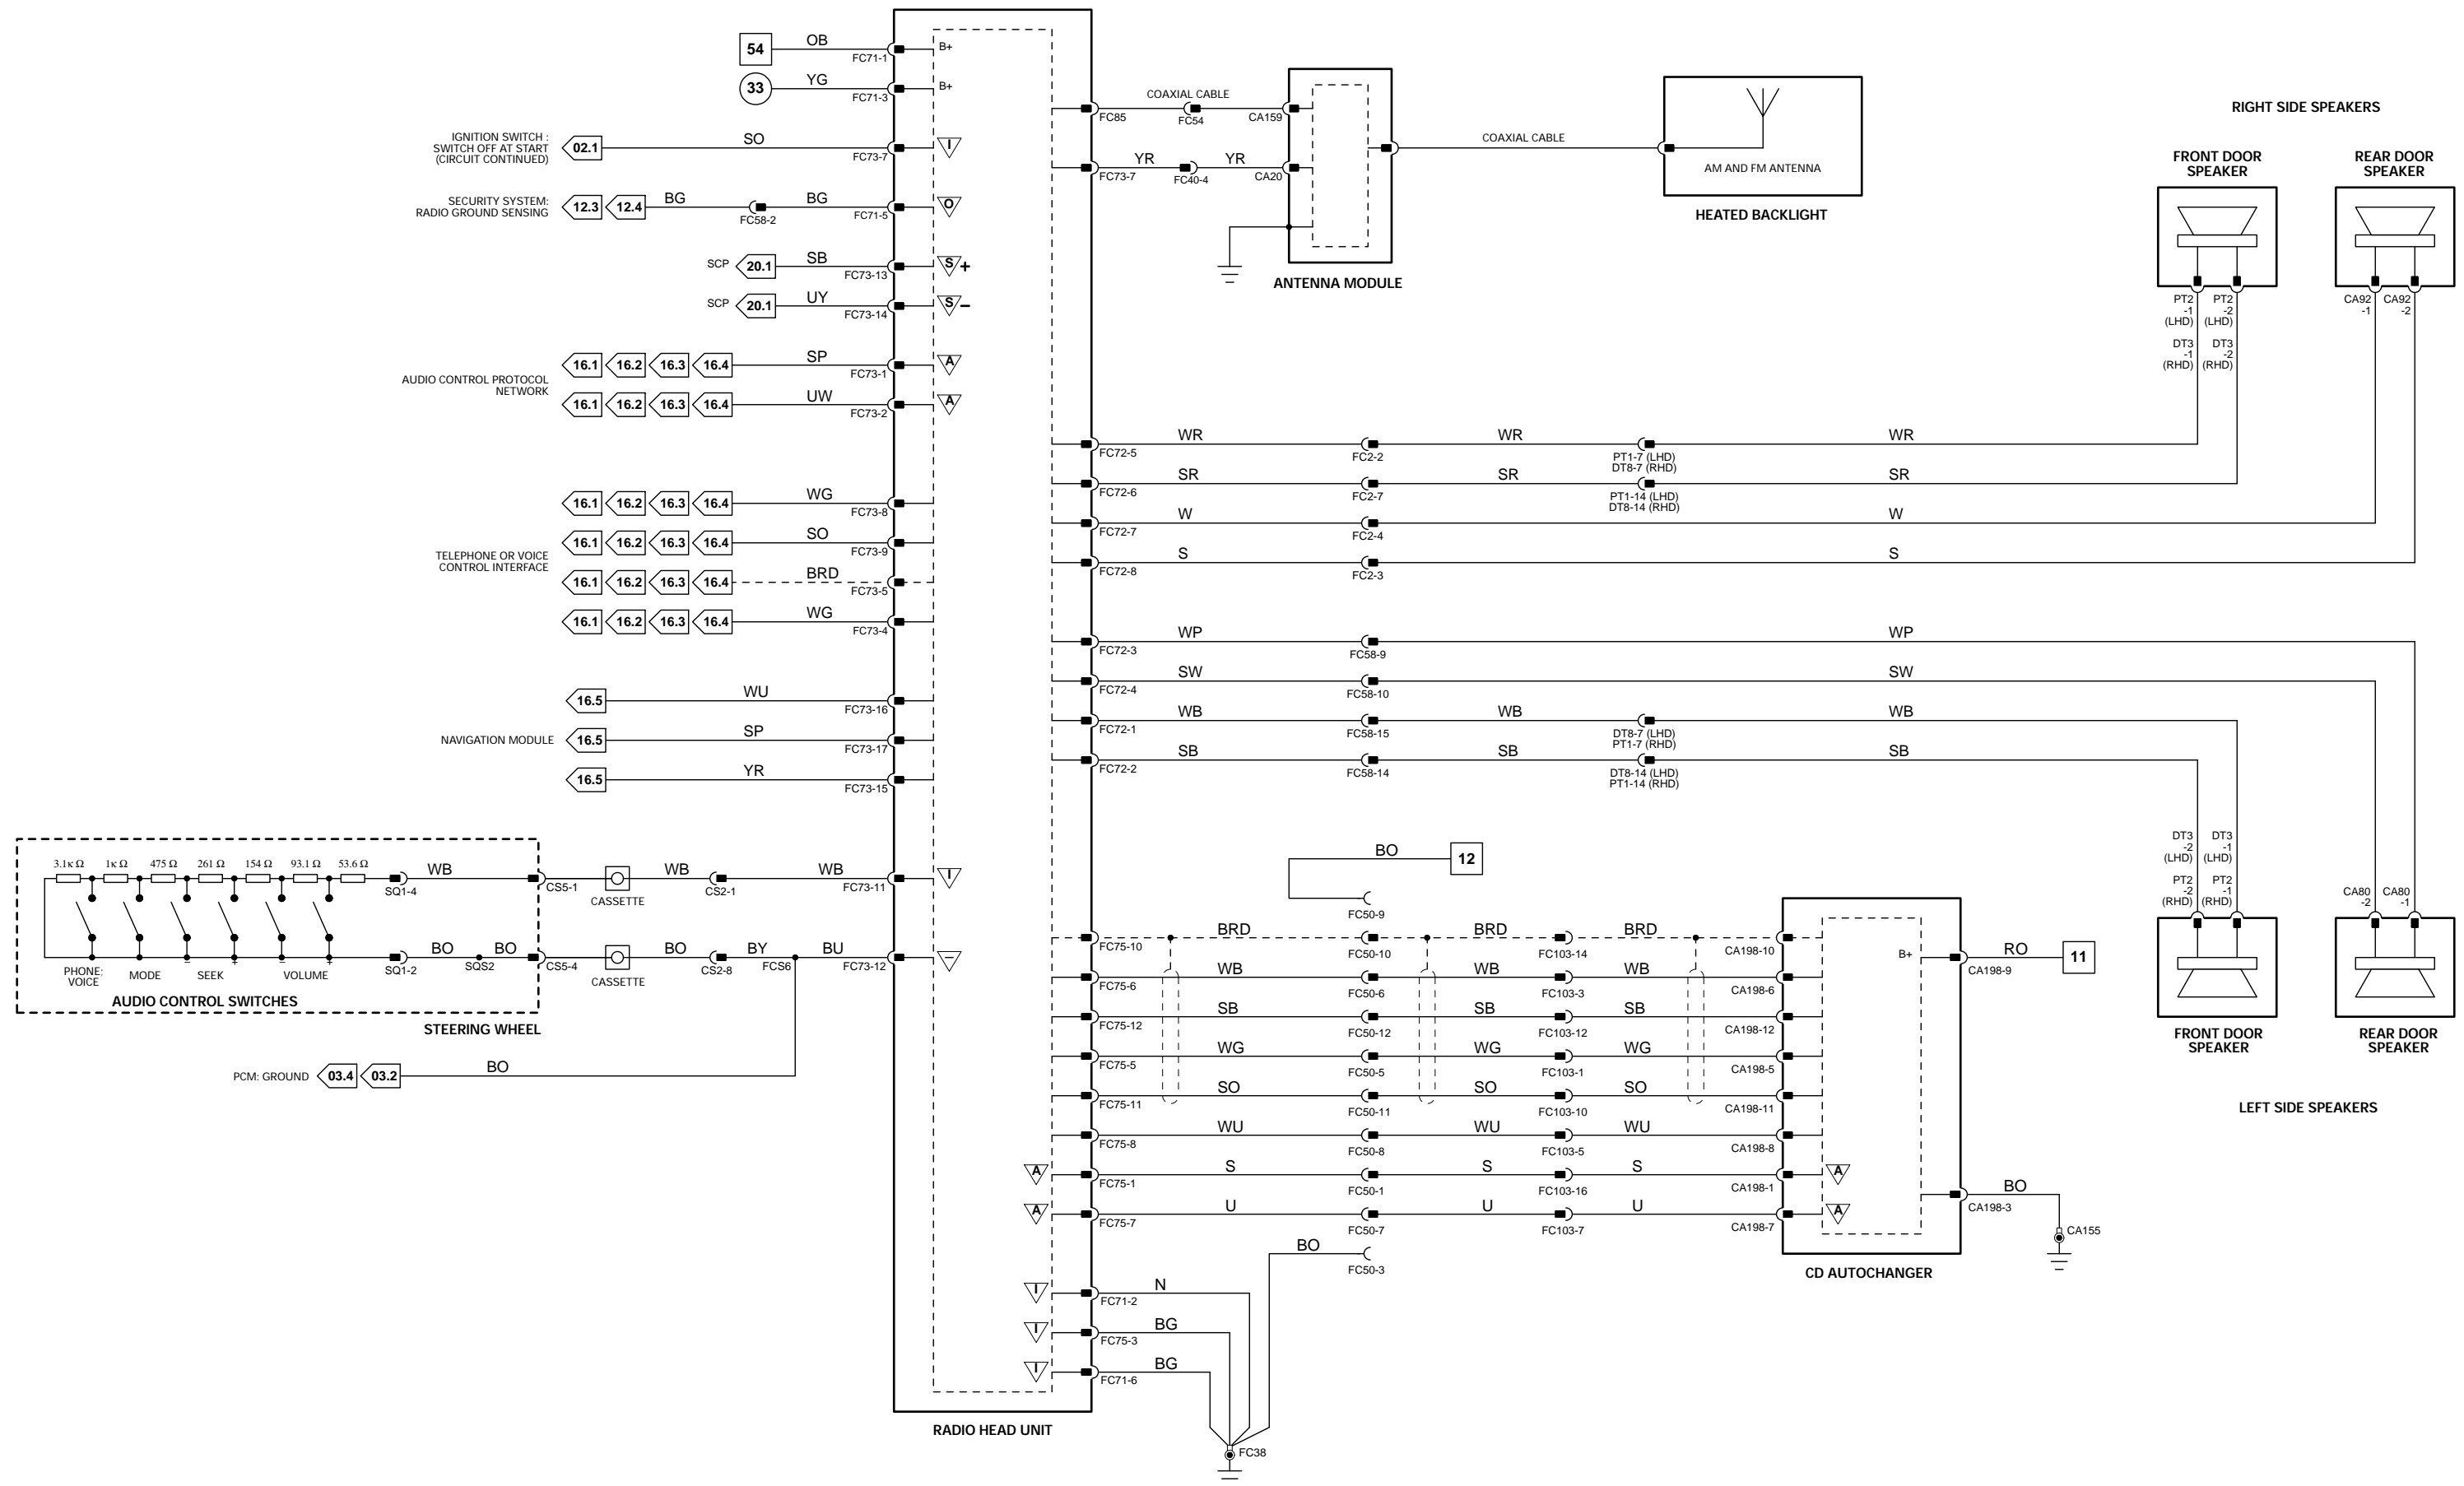 54
OB
FC71-1
B+
33
YG
FC71-3
B+
IGNITION SWITCH :
SWITCH OFF AT START
(CIRCUIT CONTINUED)
02.1
SO
FC73-7
I
SECURITY SYSTEM:
RADIO GROUND SENSING
12.3
12.4
BG
FC58-2
BG
FC71-5
O
SCP
20.1
SB
FC73-13
S +
SCP
20.1
UY
FC73-14
S –
AUDIO CONTROL PROTOCOL
NETWORK
16.1
16.2
16.3
16.4
SP
FC73-1
A
16.1
16.2
16.3
16.4
UW
FC73-2
A
TELEPHONE OR VOICE
CONTROL INTERFACE
16.1
16.2
16.3
16.4
WG
FC73-8
16.1
16.2
16.3
16.4
SO
FC73-9
16.1
16.2
16.3
16.4
BRD
FC73-5
16.1
16.2
16.3
16.4
WG
FC73-4
NAVIGATION MODULE
16.5
WU
FC73-16
16.5
SP
FC73-17
16.5
YR
FC73-15
3.1κ Ω
1κ Ω
475 Ω
261 Ω
154 Ω
93.1 Ω
53.6 Ω
SQ1-4
WB
CS5-1
CASSETTE
WB
CS2-1
WB
FC73-11
I
SQ1-2
BO
SQS2
BO
CS5-4
CASSETTE
BO
CS2-8
BY
FCS6
BU
FC73-12
–
PHONE:
VOICE
MODE
–
SEEK
+
–
VOLUME
+
AUDIO CONTROL SWITCHES
STEERING WHEEL
PCM: GROUND
03.4
03.2
BO
RADIO HEAD UNIT
FC85
COAXIAL CABLE
FC54
CA159
FC73-7
YR
FC40-4
YR
CA20
ANTENNA MODULE
COAXIAL CABLE
AM AND FM ANTENNA
HEATED BACKLIGHT
RIGHT SIDE SPEAKERS
FRONT DOOR
SPEAKER
REAR DOOR
SPEAKER
PT2
-1
(LHD)
PT2
-2
(LHD)
DT3
-1
(RHD)
DT3
-2
(RHD)
CA92
-1
CA92
-2
FC72-5
WR
FC2-2
WR
PT1-7 (LHD)
DT8-7 (RHD)
WR
FC72-6
SR
FC2-7
SR
PT1-14 (LHD)
DT8-14 (RHD)
SR
FC72-7
W
FC2-4
W
FC72-8
S
FC2-3
S
FC72-3
WP
FC58-9
WP
FC72-4
SW
FC58-10
SW
FC72-1
WB
FC58-15
WB
DT8-7 (LHD)
PT1-7 (RHD)
WB
FC72-2
SB
FC58-14
SB
DT8-14 (LHD)
PT1-14 (RHD)
SB
DT3
-2
(LHD)
DT3
-1
(LHD)
PT2
-2
(RHD)
PT2
-1
(RHD)
CA80
-2
CA80
-1
FRONT DOOR
SPEAKER
REAR DOOR
SPEAKER
LEFT SIDE SPEAKERS
BO
12
FC50-9
FC75-10
BRD
FC50-10
BRD
FC103-14
BRD
CA198-10
FC75-6
WB
FC50-6
WB
FC103-3
WB
CA198-6
FC75-12
SB
FC50-12
SB
FC103-12
SB
CA198-12
FC75-5
WG
FC50-5
WG
FC103-1
WG
CA198-5
FC75-11
SO
FC50-11
SO
FC103-10
SO
CA198-11
FC75-8
WU
FC50-8
WU
FC103-5
WU
CA198-8
A
FC75-1
S
FC50-1
S
FC103-16
S
CA198-1
A
A
FC75-7
U
FC50-7
U
FC103-7
U
CA198-7
A
BO
FC50-3
B+
CA198-9
RO
11
CA198-3
BO
CA155
CD AUTOCHANGER
I
FC71-2
N
I
FC75-3
BG
I
FC71-6
BG
FC38